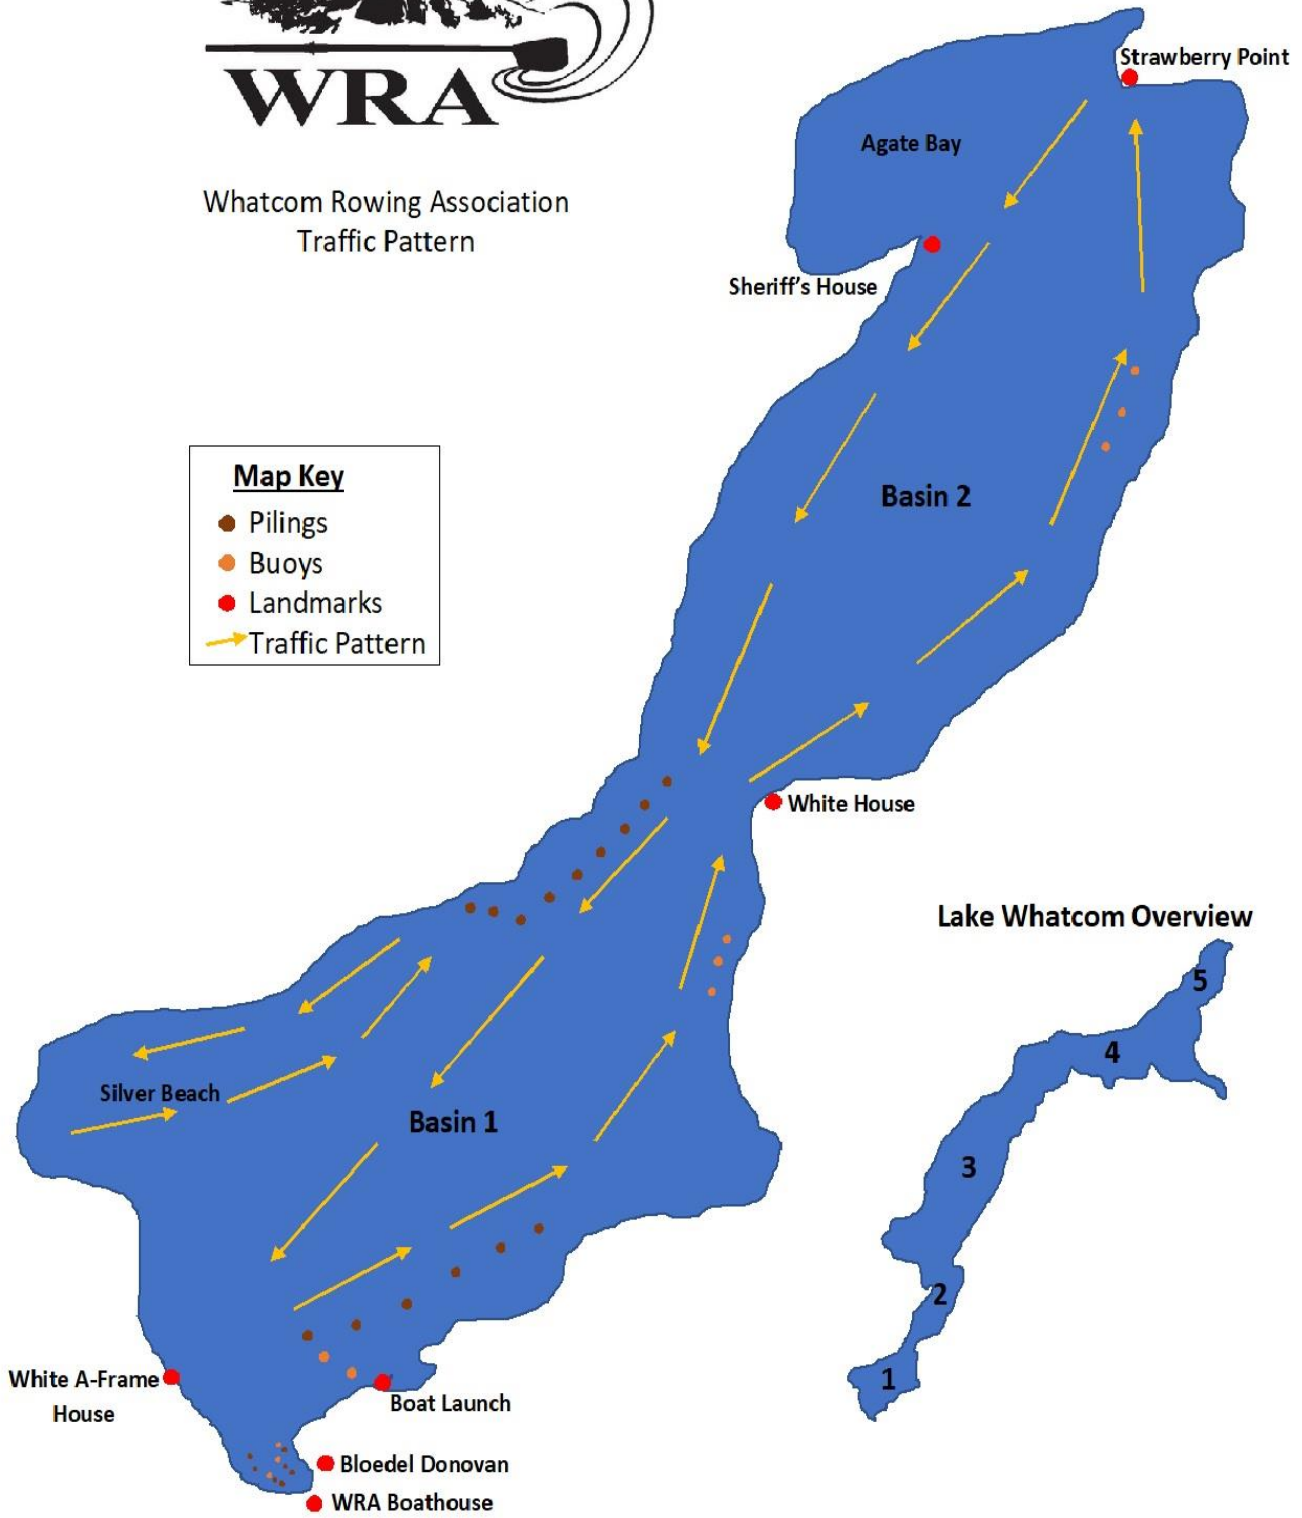 WRA
Whatcom Rowing Association
Traffic Pattern
Strawberry Point
Agate Bay
Sheriff's House
Map Key
Pilings
Buoys
Landmarks
Traffic Pattern
Basin 2
White House
Lake Whatcom Overview
5
4
3
2
1
Silver Beach
Basin 1
White A-Frame
House
Boat Launch
Bloedel Donovan
WRA Boathouse